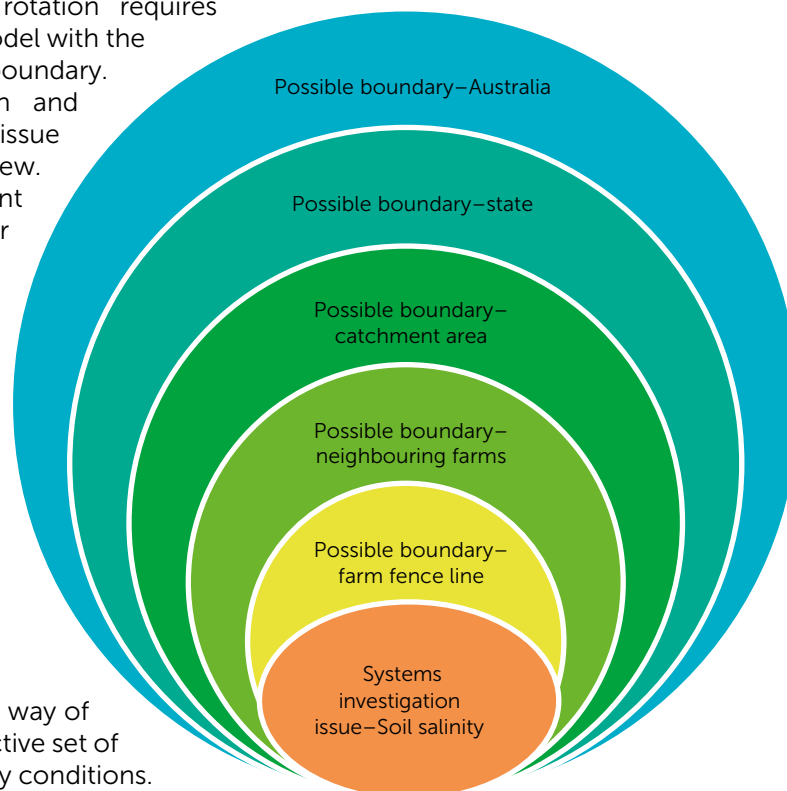 rotation requires
odel with the
oundary.
n and
issue
ew.
nt
r
Possible boundary–Australia
Possible boundary–state
Possible boundary–
catchment area
Possible boundary–
neighbouring farms
Possible boundary–
farm fence line
Systems
investigation
issue–Soil salinity
way of
ctive set of
y conditions.